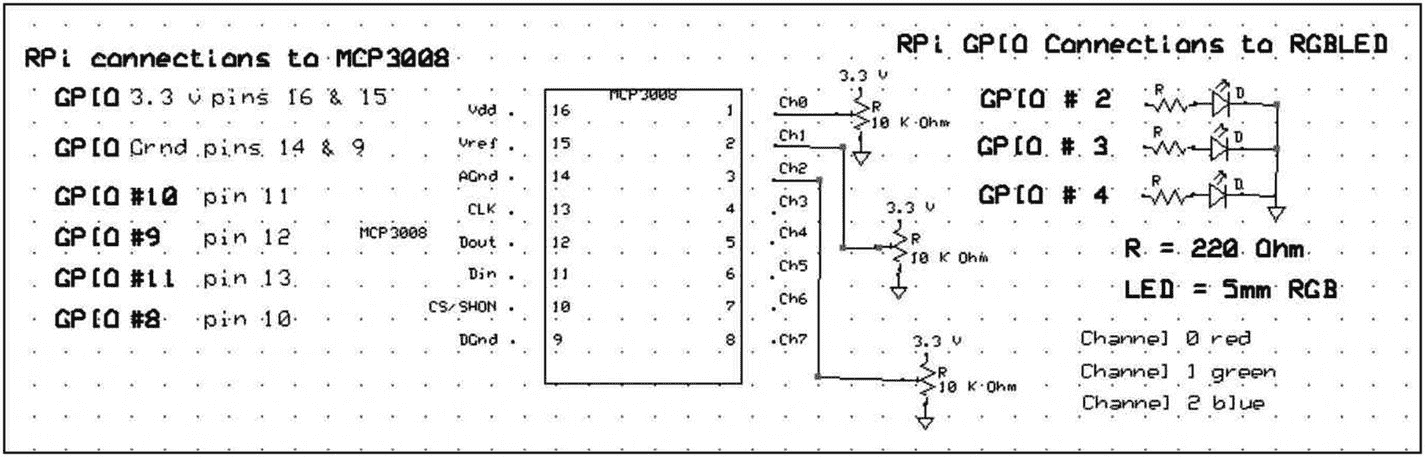 RPi connections to MCP3008
GPIO 3.3 v pins 16 & 15
GPIO Grnd pins 14 & 9
GPIO #10 pin 11
GPIO #9 pin 12
GPIO #11 pin 13
GPIO #8 pin 10
MCP3008
MCP3008
Vdd 16 1 Ch0
Vref 15 2 Ch1
AGnd 14 3 Ch2
CLK 13 4 Ch3
Dout 12 5 Ch4
Din 11 6 Ch5
CS/SHDN 10 7 Ch6
DGnd 9 8 Ch7
3.3 v
R
10 K Ohm
3.3 v
R
10 K Ohm
3.3 v
R
10 K Ohm
RPi GPIO Connections to RGBLED
GPIO # 2 R D
GPIO # 3 R D
GPIO # 4 R D
R = 220 Ohm
LED = 5mm RGB
Channel 0 red
Channel 1 green
Channel 2 blue